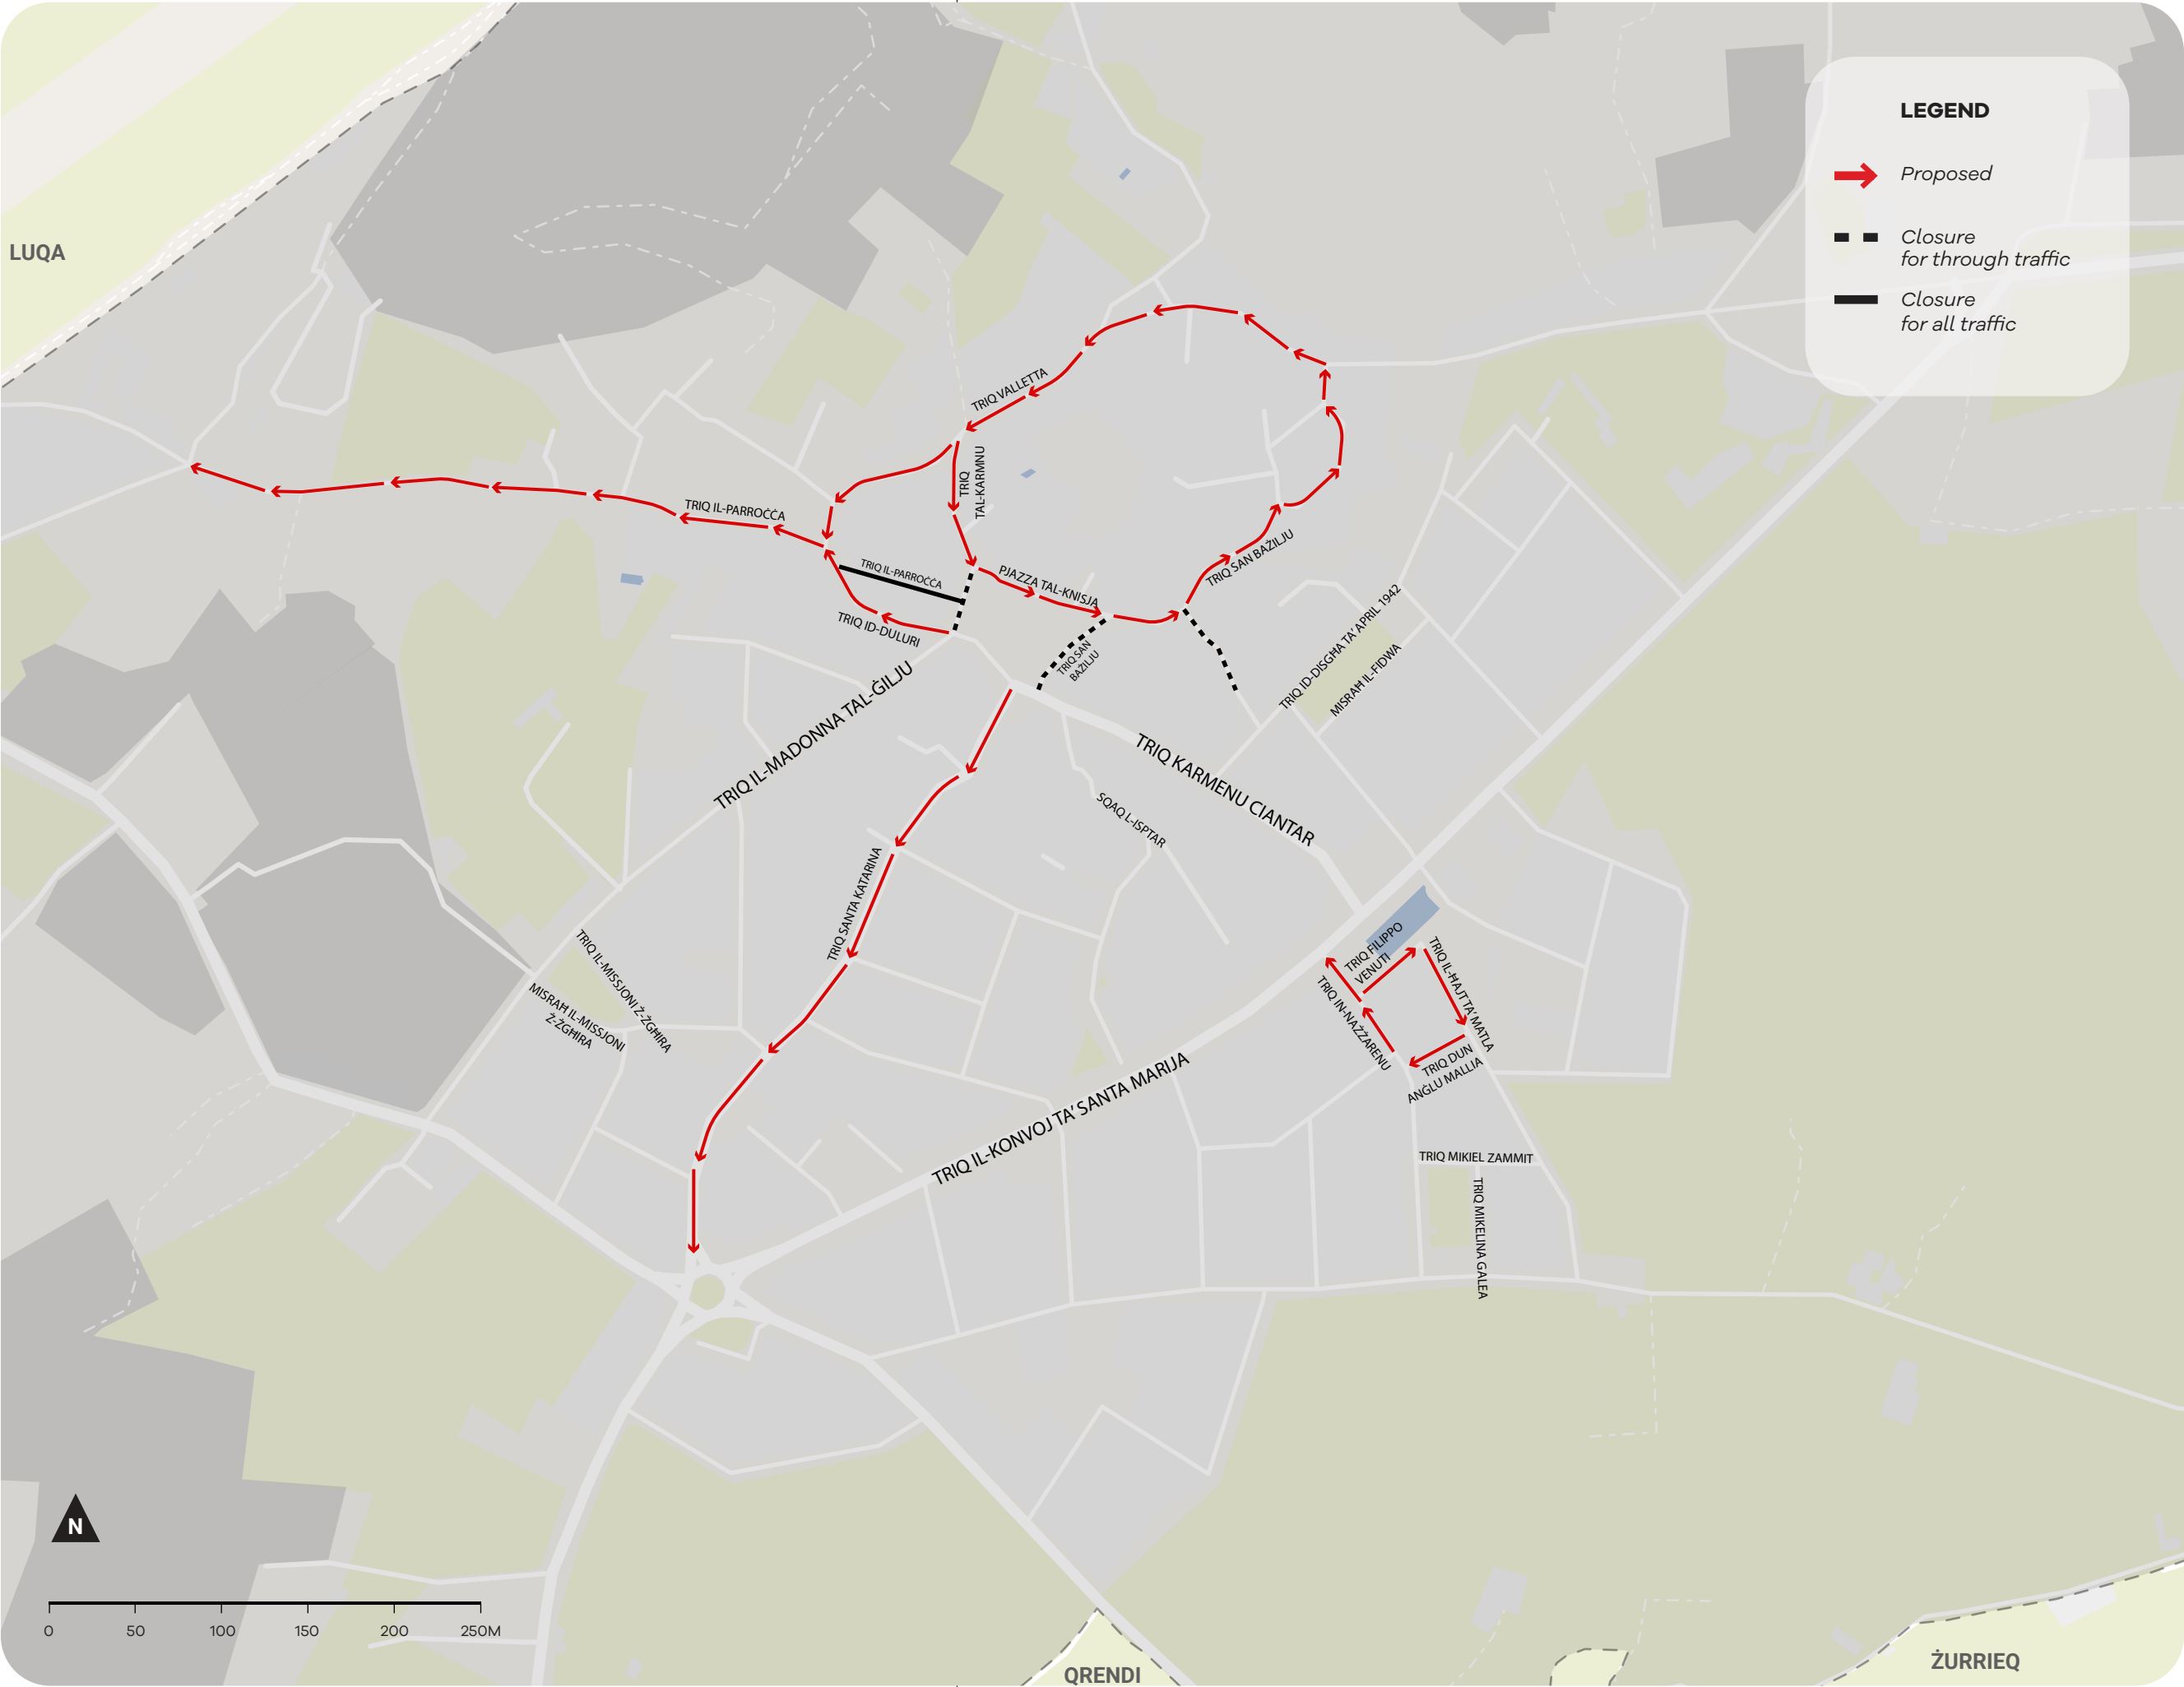 LEGEND
Proposed
Closure
for through traffic
Closure
for all traffic
LUQA
TRIQ VALLETTA
TRIQ
TAL-KARMNU
TRIQ IL-PARROĊĊA
TRIQ IL-PARROĊĊA
PJAZZA TAL-KNISJA
TRIQ SAN BAŻILJU
TRIQ ID-DULURI
TRIQ SAN
BAŻILJU
TRIQ ID-DISGĦA TA' APRIL 1942
MISRAĦ IL-FIDWA
TRIQ IL-MADONNA TAL-ĠILJU
TRIQ KARMENU CIANTAR
SQAQ L-ISPTAR
TRIQ SANTA KATARINA
TRIQ IL-MISSJONI Ż-ŻGĦIRA
MISRAĦ IL-MISSJONI
Ż-ŻGĦIRA
TRIQ FILIPPO
VENUTI
TRIQ IL-ĦAJT TA' MATLA
TRIQ IN-NAŻŻARENU
TRIQ DUN
ANĠLU MALLIA
TRIQ IL-KONVOJ TA' SANTA MARIJA
TRIQ MIKIEL ZAMMIT
TRIQ MIKELINA GALEA
N
0 50 100 150 200 250M
QRENDI
ŻURRIEQ